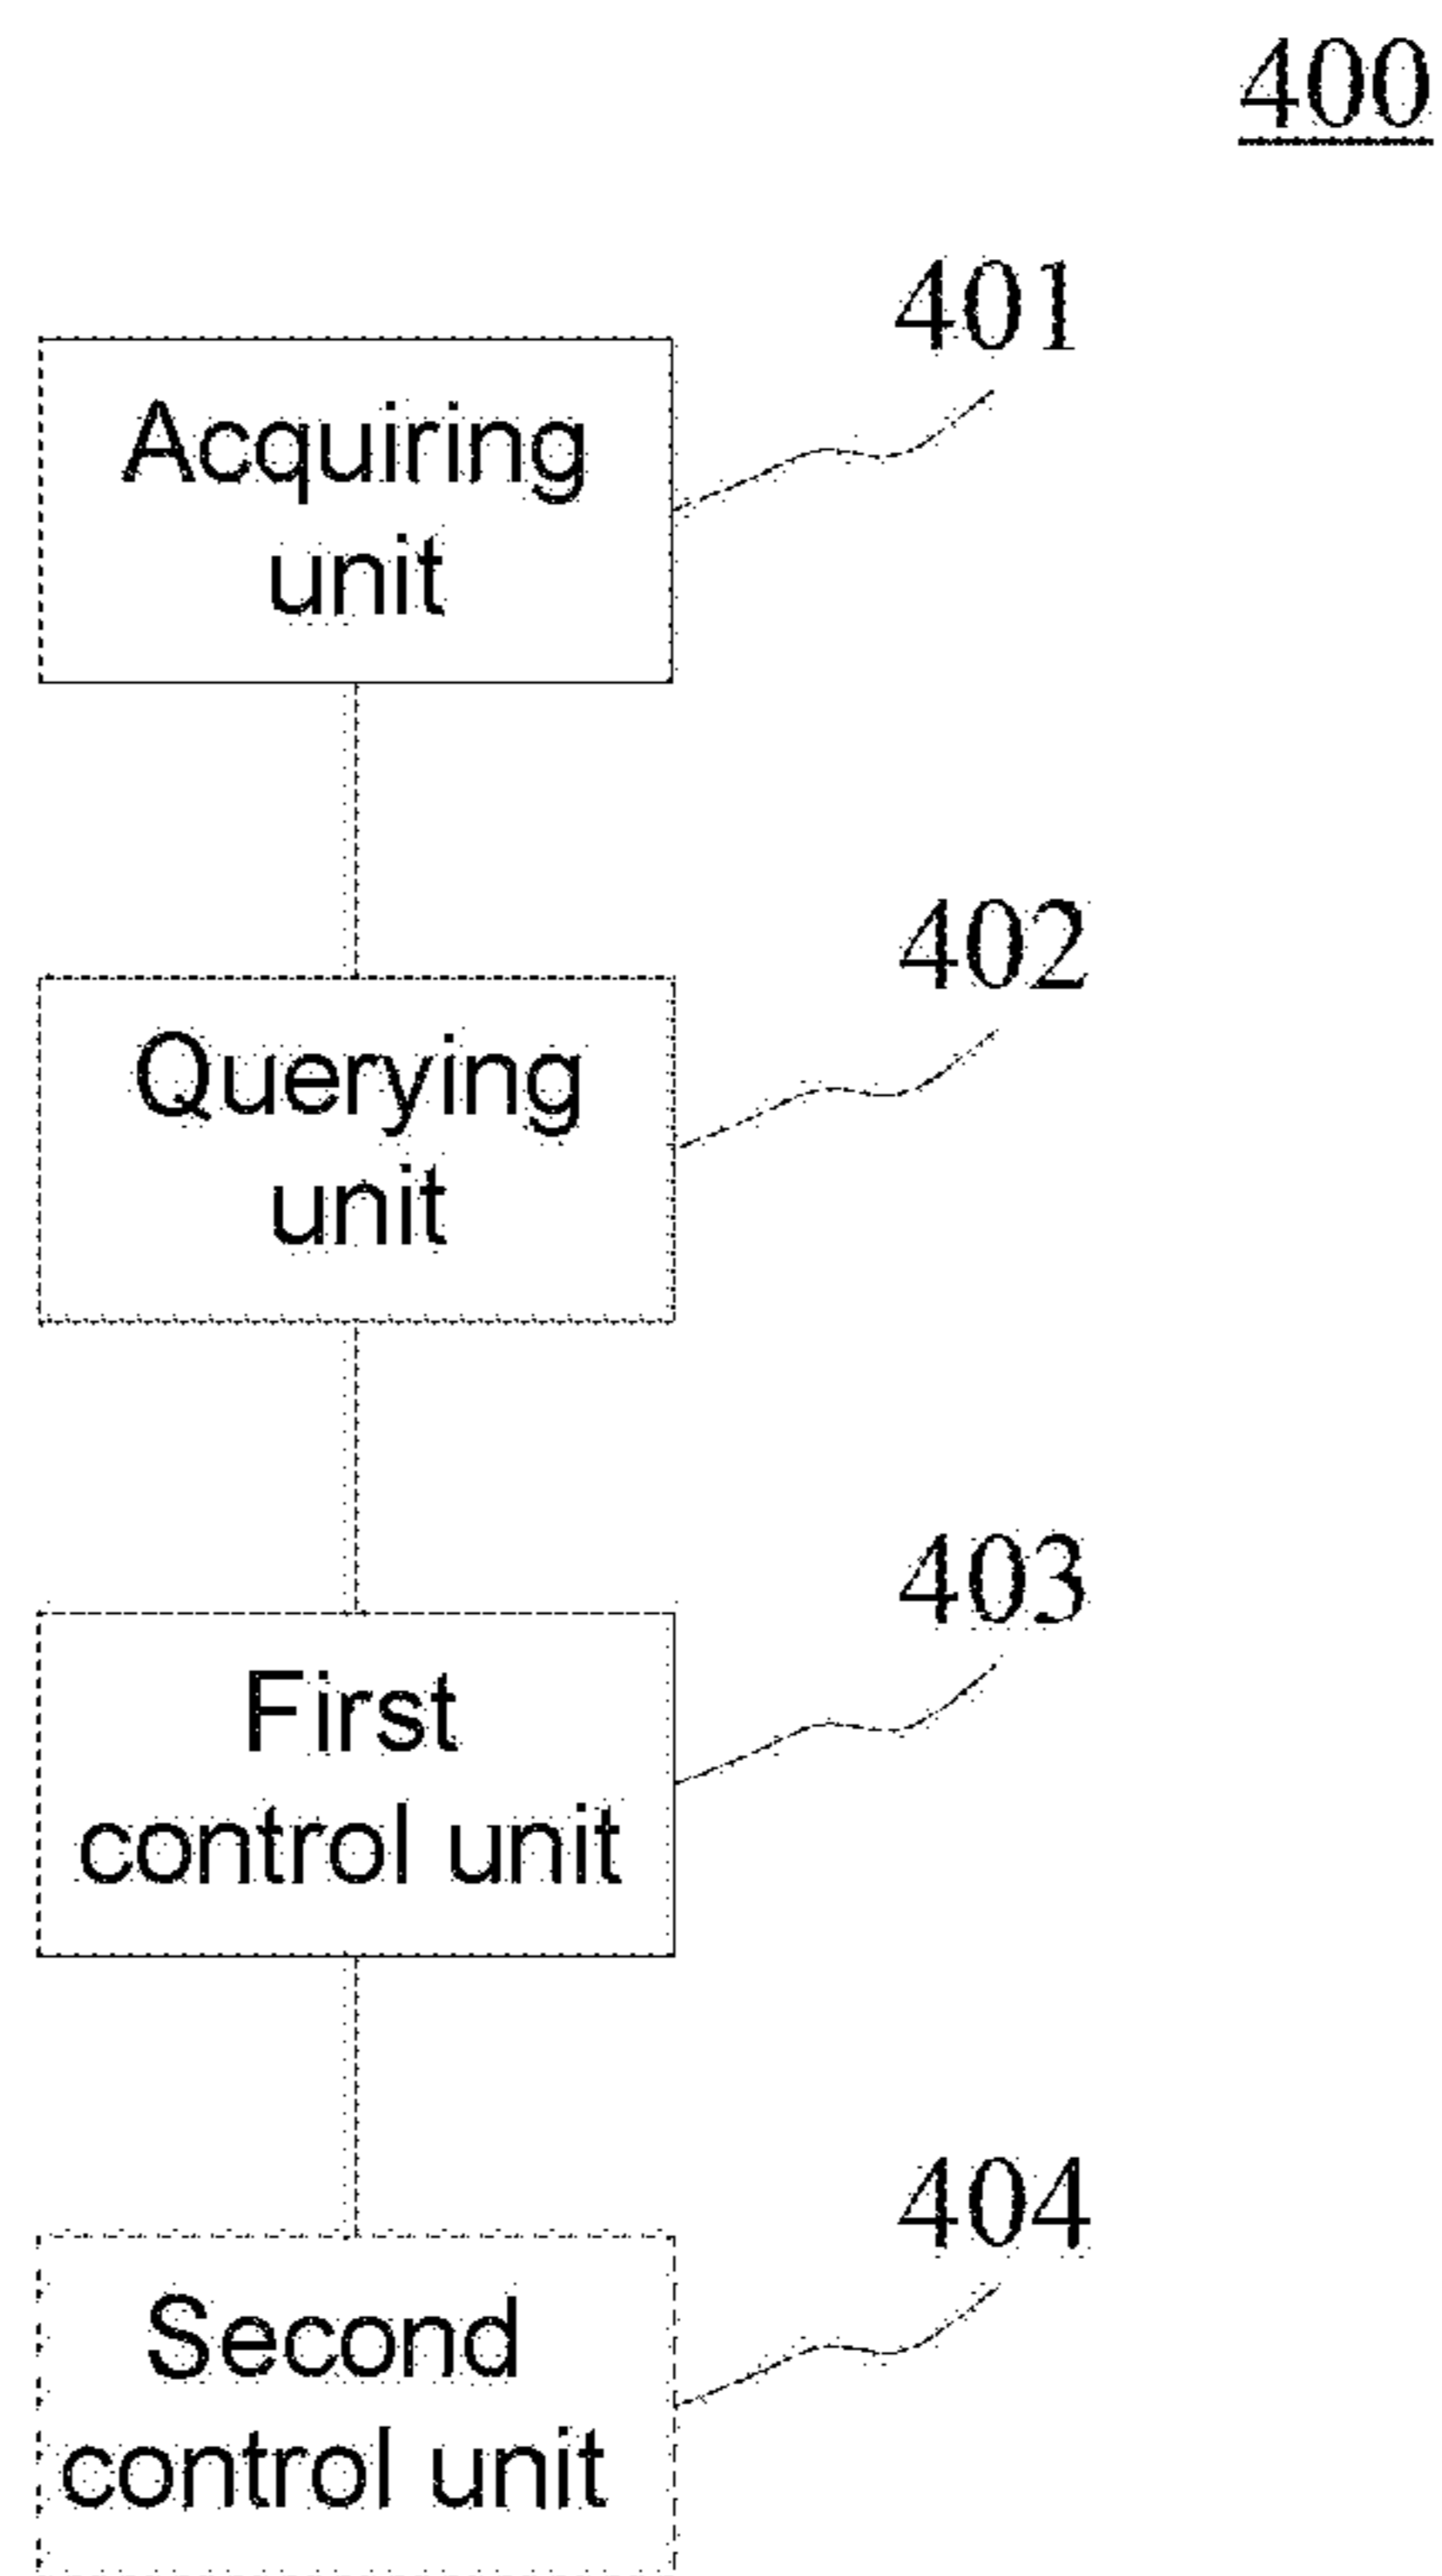 400
401
Acquiring
unit
402
Querying
unit
403
First
control unit
404
Second
control unit